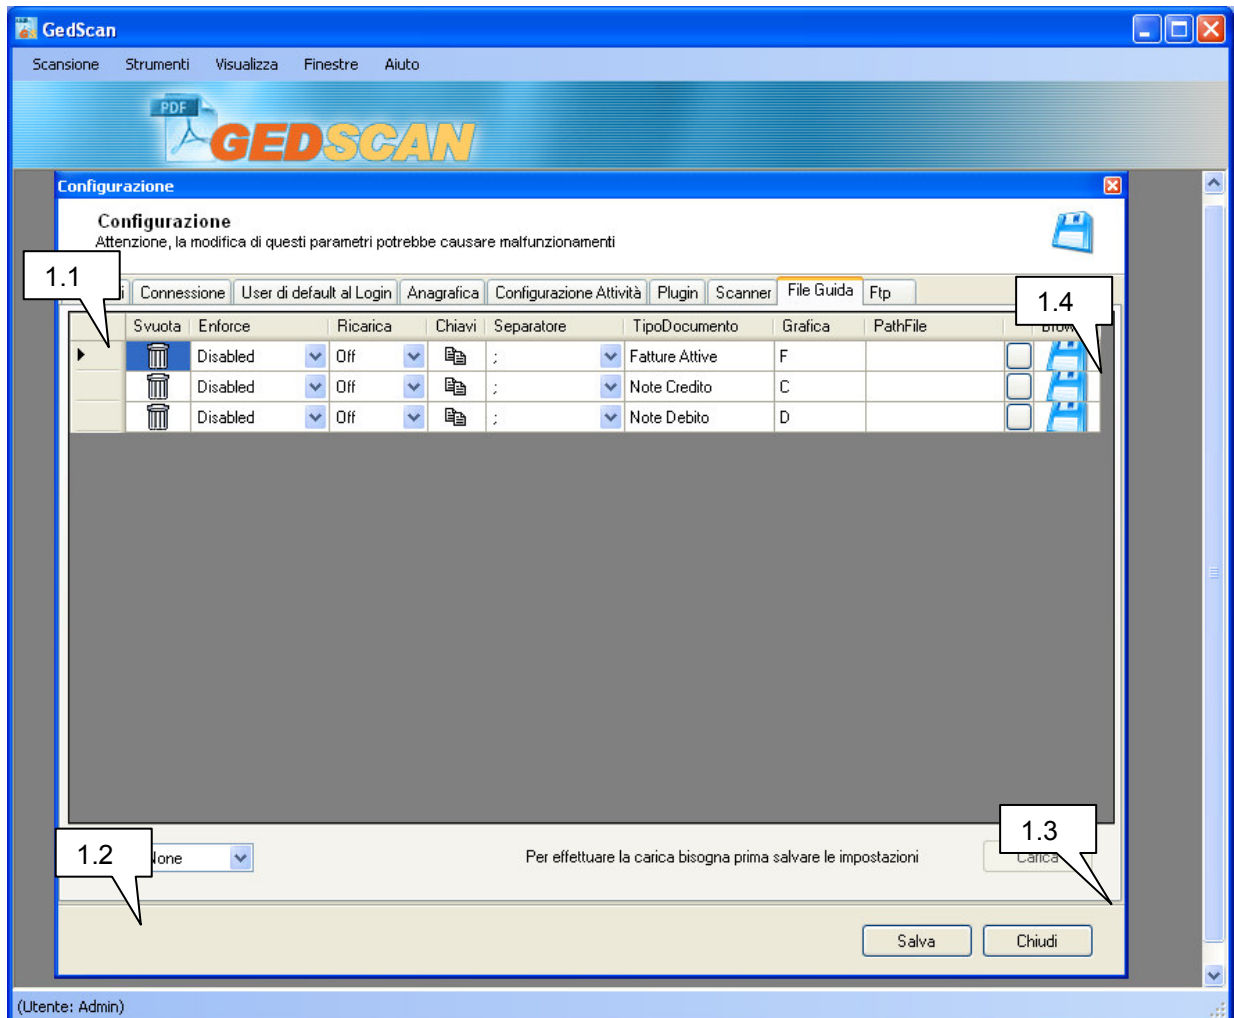 GedScan
Scansione Strumenti Visualizza Finestre Aiuto
PDF
GEDSCAN
Configurazione
Configurazione
Attenzione, la modifica di questi parametri potrebbe causare malfunzionamenti
1.1
Connessione User di default al Login Anagrafica Configurazione Attività Plugin Scanner File Guida Ftp
1.4
Svuota Enforce Ricarica Chiavi Separatore TipoDocumento Grafica PathFile
Disabled Off ; Fatture Attive F
Disabled Off ; Note Credito C
Disabled Off ; Note Debito D
1.2
1.3
None Per effettuare la carica bisogna prima salvare le impostazioni Carica
Salva Chiudi
(Utente: Admin)